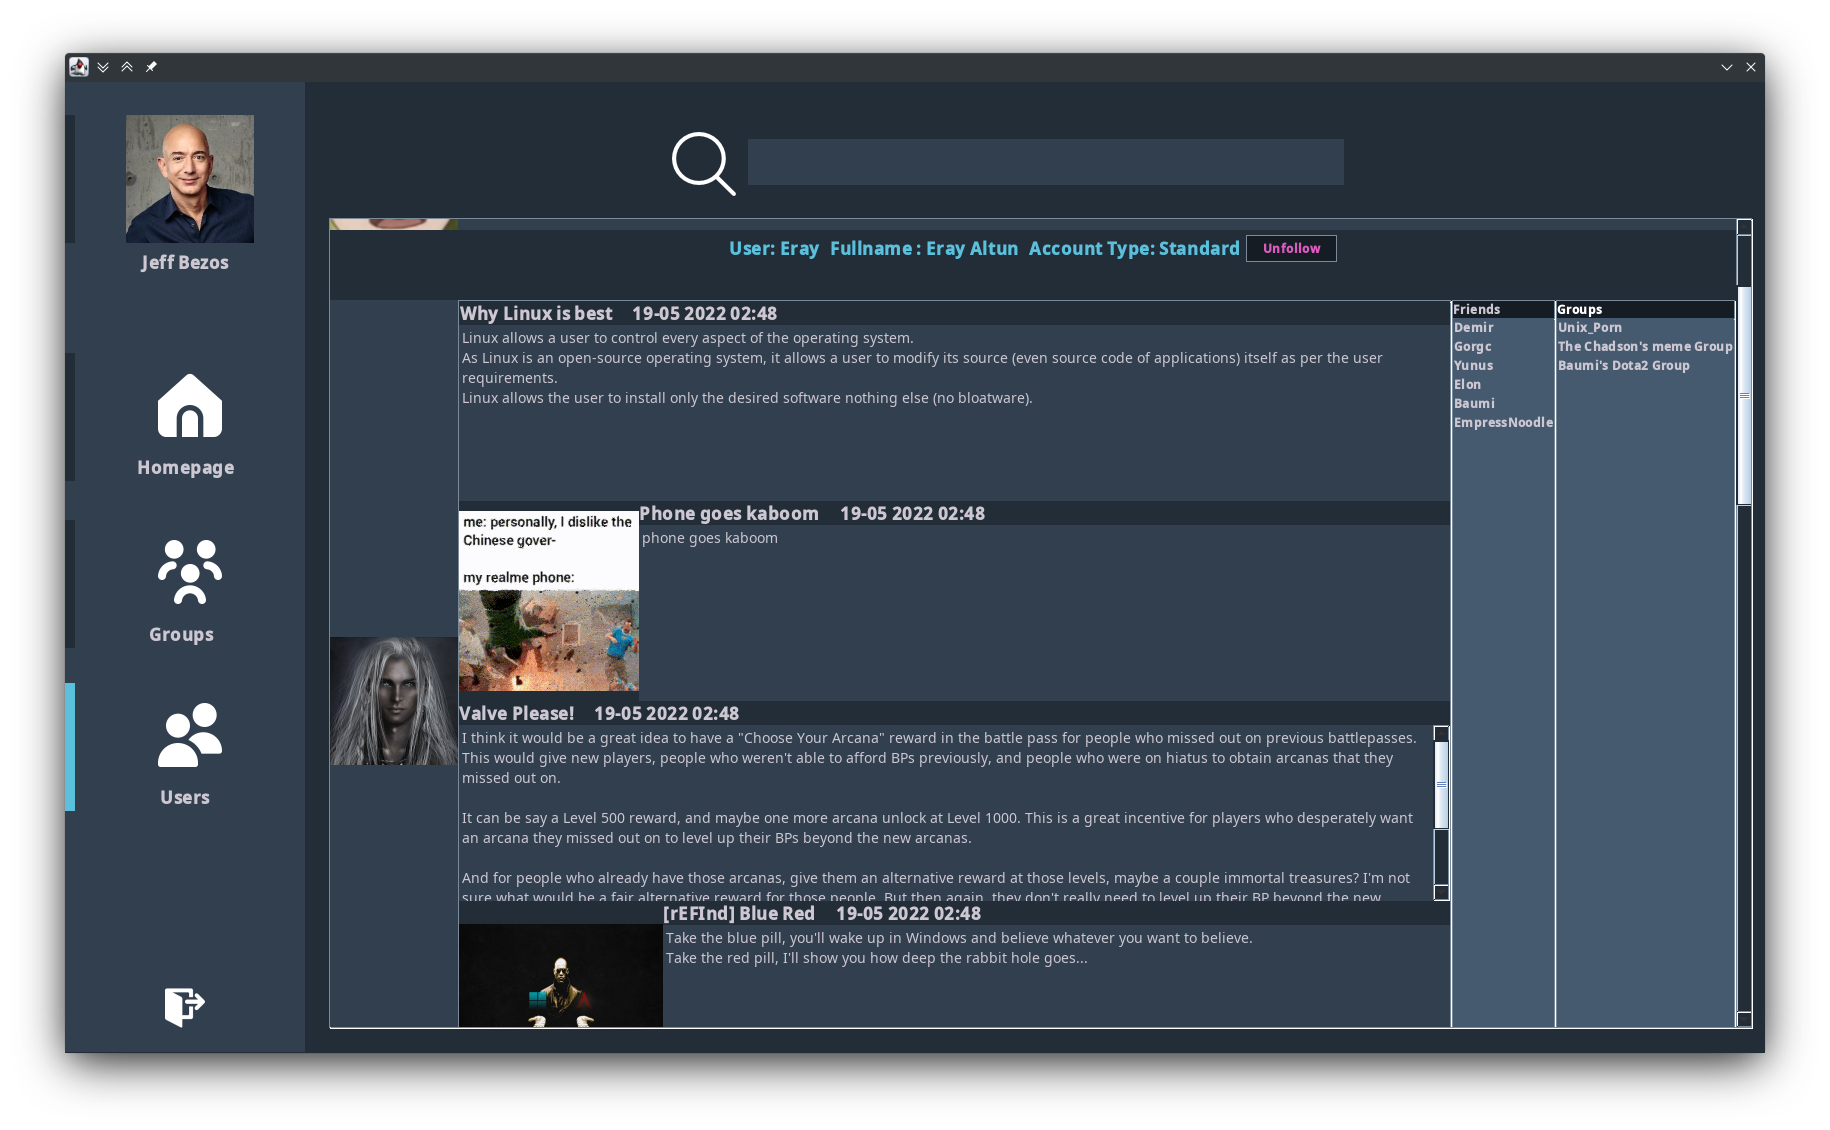 Jeff Bezos
Homepage
Groups
Users
User: Eray Fullname : Eray Altun Account Type: Standard Unfollow
Why Linux is best 19-05 2022 02:48
Linux allows a user to control every aspect of the operating system.
As Linux is an open-source operating system, it allows a user to modify its source (even source code of applications) itself as per the user
requirements.
Linux allows the user to install only the desired software nothing else (no bloatware).
me: personally, I dislike the
Chinese gover-
my realme phone:
Phone goes kaboom 19-05 2022 02:48
phone goes kaboom
Valve Please! 19-05 2022 02:48
I think it would be a great idea to have a "Choose Your Arcana" reward in the battle pass for people who missed out on previous battlepasses.
This would give new players, people who weren't able to afford BPs previously, and people who were on hiatus to obtain arcanas that they
missed out on.
It can be say a Level 500 reward, and maybe one more arcana unlock at Level 1000. This is a great incentive for players who desperately want
an arcana they missed out on to level up their BPs beyond the new arcanas.
And for people who already have those arcanas, give them an alternative reward at those levels, maybe a couple immortal treasures? I'm not
sure what would be a fair alternative reward for those people. But then again, they don't really need to level up their BP beyond the new
[rEFInd] Blue Red 19-05 2022 02:48
Take the blue pill, you'll wake up in Windows and believe whatever you want to believe.
Take the red pill, I'll show you how deep the rabbit hole goes...
Friends
Demir
Gorgc
Yunus
Elon
Baumi
EmpressNoodle
Groups
Unix_Porn
The Chadson's meme Group
Baumi's Dota2 Group